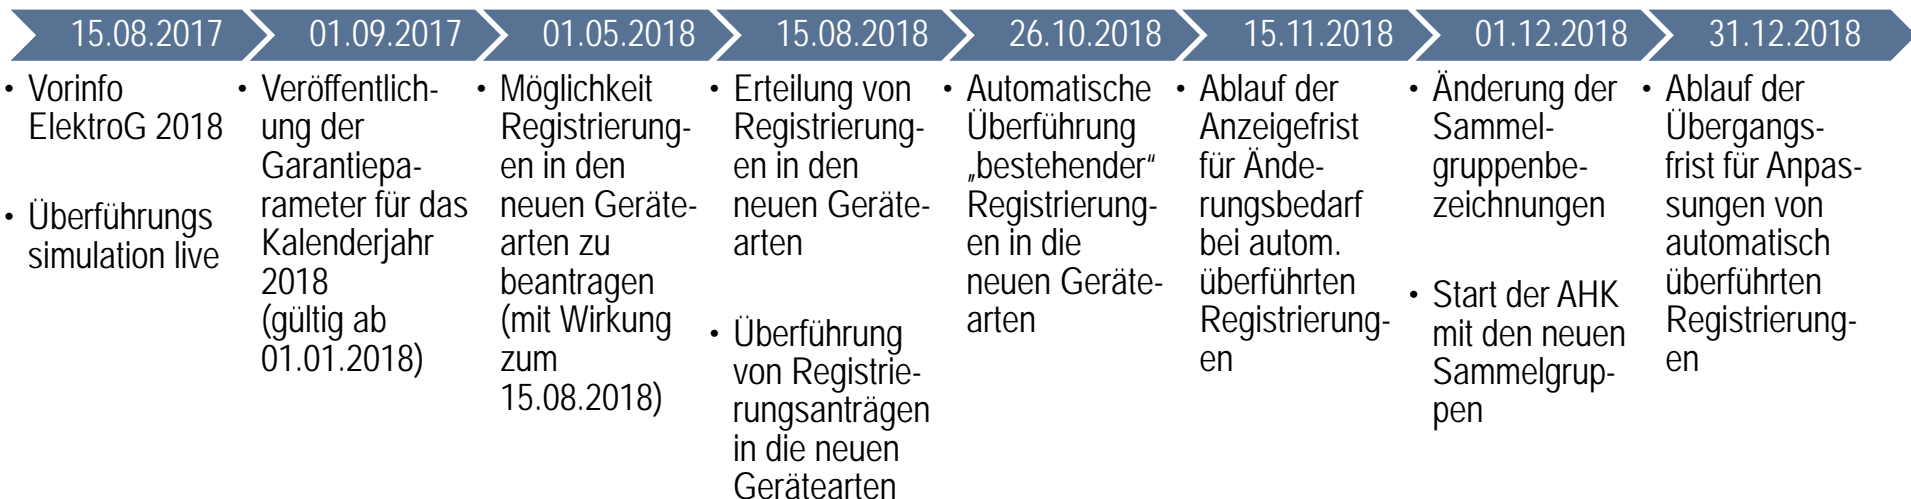 15.08.2017
01.09.2017
01.05.2018
15.08.2018
26.10.2018
15.11.2018
01.12.2018
31.12.2018
• Vorinfo
ElektroG 2018
• Überführungs
simulation live
• Veröffentlich-
ung der
Garantiepa-
rameter für das
Kalenderjahr
2018
(gültig ab
01.01.2018)
• Möglichkeit
Registrierung-
en in den
neuen Geräte-
arten zu
beantragen
(mit Wirkung
zum
15.08.2018)
• Erteilung von
Registrierung-
en in den
neuen Geräte-
arten
• Überführung
von Registrie-
rungsanträgen
in die neuen
Gerätearten
• Automatische
Überführung
„bestehender“
Registrierung-
en in die
neuen Geräte-
arten
• Ablauf der
Anzeigefrist
für Ände-
rungsbedarf
bei autom.
überführten
Registrierung-
en
• Änderung der
Sammel-
gruppenbe-
zeichnungen
• Start der AHK
mit den neuen
Sammelgrup-
pen
• Ablauf der
Übergangs-
frist für Anpas-
sungen von
automatisch
überführten
Registrierung-
en